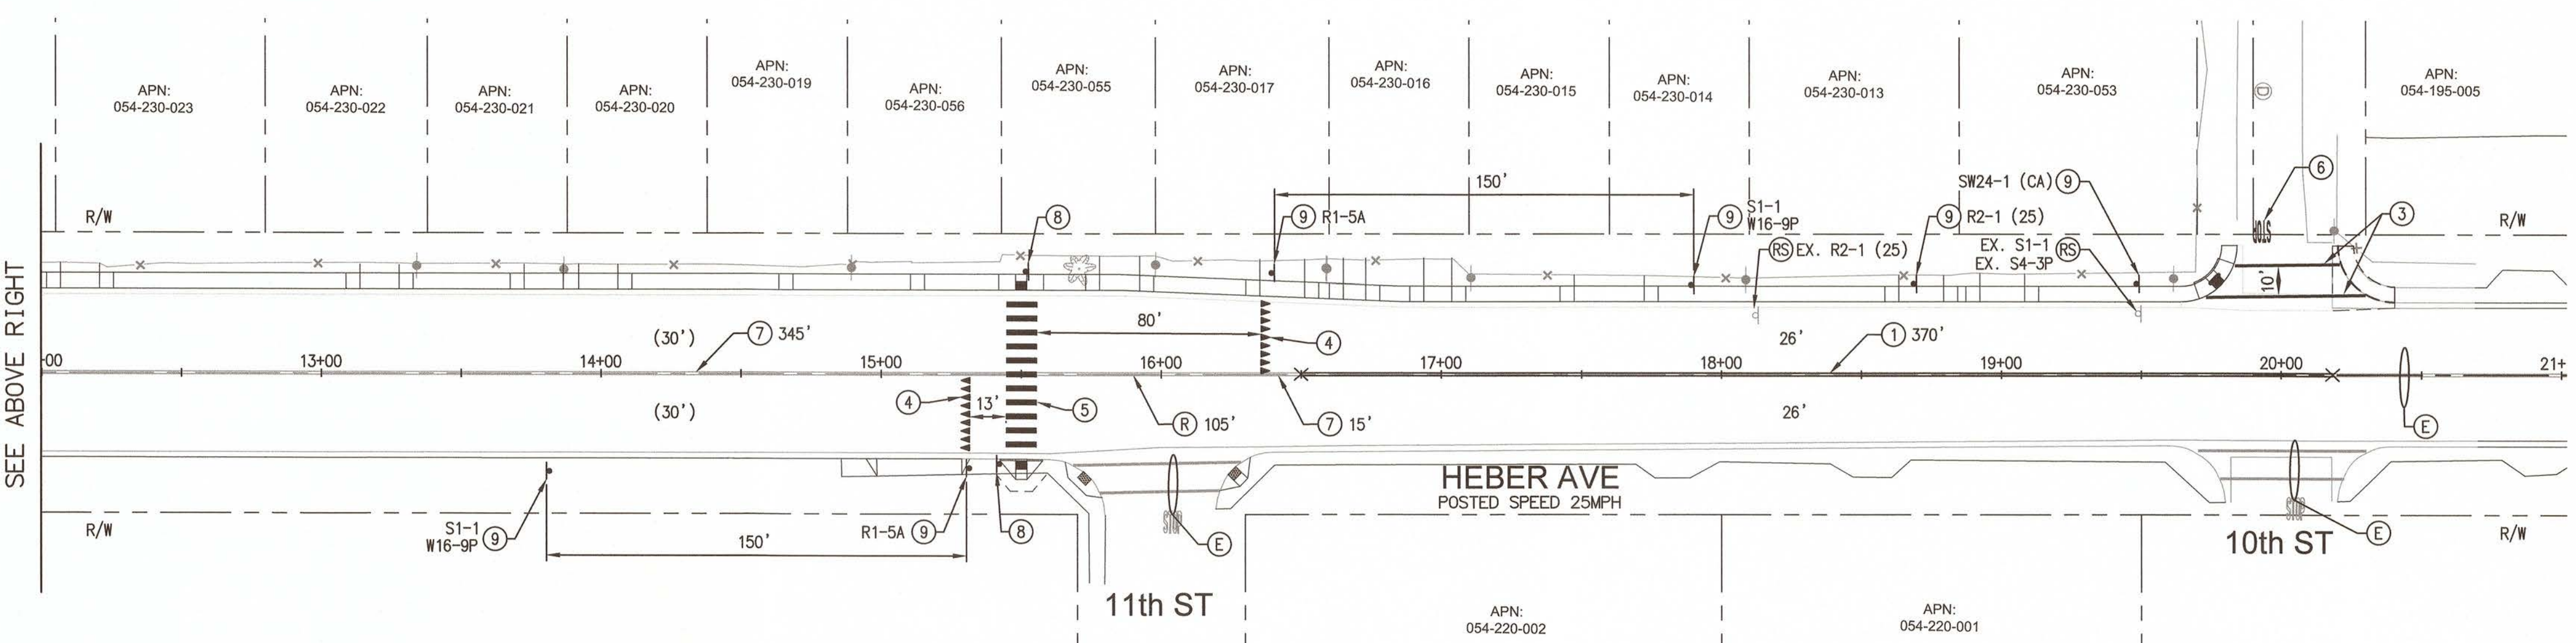 APN:
054-230-023
APN:
054-230-022
APN:
054-230-021
APN:
054-230-020
APN:
054-230-019
APN:
054-230-056
APN:
054-230-055
APN:
054-230-017
APN:
054-230-016
APN:
054-230-015
APN:
054-230-014
APN:
054-230-013
APN:
054-230-053
APN:
054-195-005
D
6
150'
SW24-1 (CA) 9
R/W
8
9 R1-5A
9 S1-1
W16-9P
9 R2-1 (25)
3
STOP
R/W
RS EX. R2-1 (25)
EX. S1-1 RS
EX. S4-3P
10'
SEE ABOVE RIGHT
(30')
7 345'
80'
4
26'
1 370'
00
13+00
14+00
15+00
16+00
17+00
18+00
19+00
20+00
21+
(30')
4
13'
5
R 105'
7 15'
26'
E
HEBER AVE
POSTED SPEED 25MPH
R/W
S1-1
W16-9P 9
150'
R1-5A 9
8
STOP
E
STOP
E
10th ST
R/W
11th ST
APN:
054-220-002
APN:
054-220-001